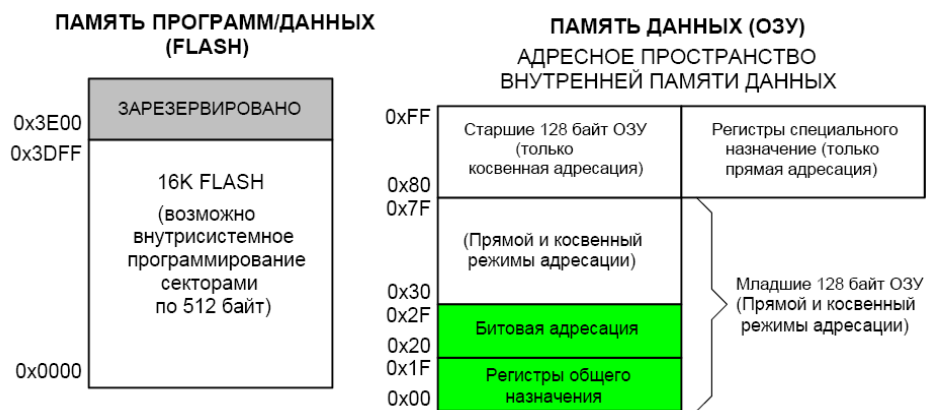 ПАМЯТЬ ПРОГРАММ/ДАННЫХ
(FLASH)
ЗАРЕЗЕРВИРОВАНО
0x3E00
0x3DFF
16K FLASH
(возможно
внутрисистемное
программирование
секторами
по 512 байт)
0x0000
ПАМЯТЬ ДАННЫХ (ОЗУ)
АДРЕСНОЕ ПРОСТРАНСТВО
ВНУТРЕННЕЙ ПАМЯТИ ДАННЫХ
0xFF
Старшие 128 байт ОЗУ
(только
косвенная адресация)
0x80
Регистры специального
назначение (только
прямая адресация)
0x7F
(Прямой и косвенный
режимы адресации)
0x30
0x2F
Битовая адресация
0x20
0x1F
Регистры общего
назначения
0x00
Младшие 128 байт ОЗУ
(Прямой и косвенный
режимы адресации)